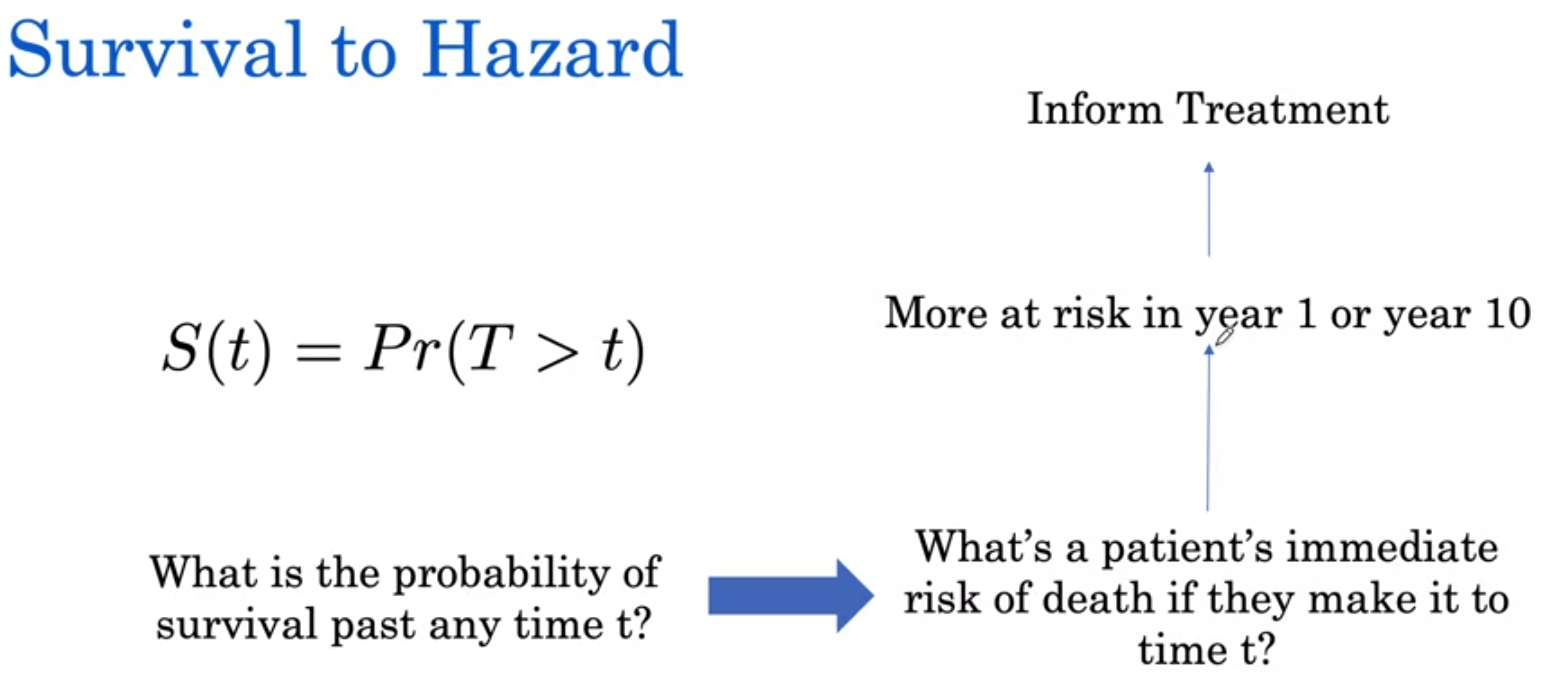 Survival to Hazard
Inform Treatment
More at risk in year 1 or year 10
S(t) = Pr(T > t)
What is the probability of
survival past any time t?
What's a patient's immediate
risk of death if they make it to
time t?